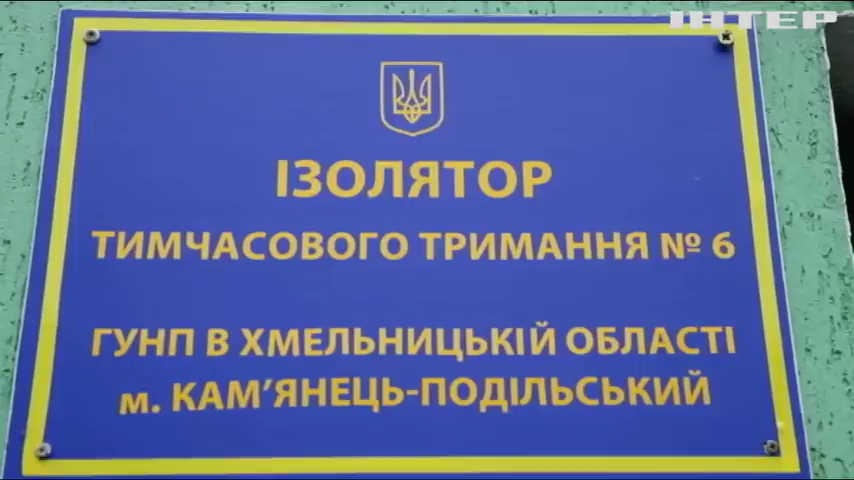 ІНТЕР
ІЗОЛЯТОР
ТИМЧАСОВОГО ТРИМАННЯ № 6
ГУНП В ХМЕЛЬНИЦЬКІЙ ОБЛАСТІ
м. КАМ’ЯНЕЦЬ-ПОДІЛЬСЬКИЙ